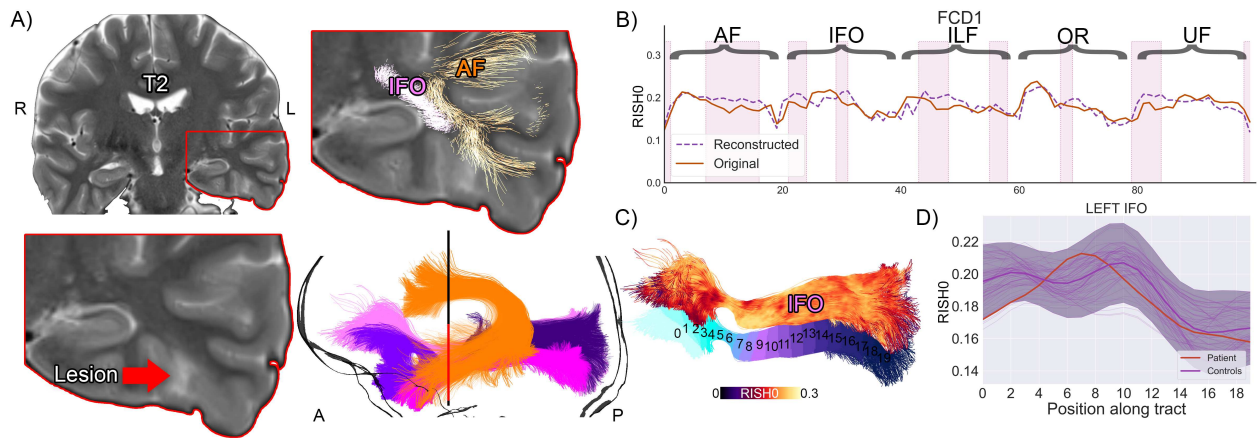 A)
T2
R
L
IFO
AF
Lesion
A
P
B)
FCD1
AF
IFO
ILF
OR
UF
RISH0
0.3
0.2
0.1
0.0
Reconstructed
Original
0
20
40
60
80
C)
IFO
0 1 2 3 4 5 6 7 8 9 10 11 12 13 14 15 16 17 18 19
0 RISH0 0.3
D)
LEFT IFO
RISH0
0.22
0.20
0.18
0.16
0.14
Patient
Controls
0 2 4 6 8 10 12 14 16 18
Position along tract